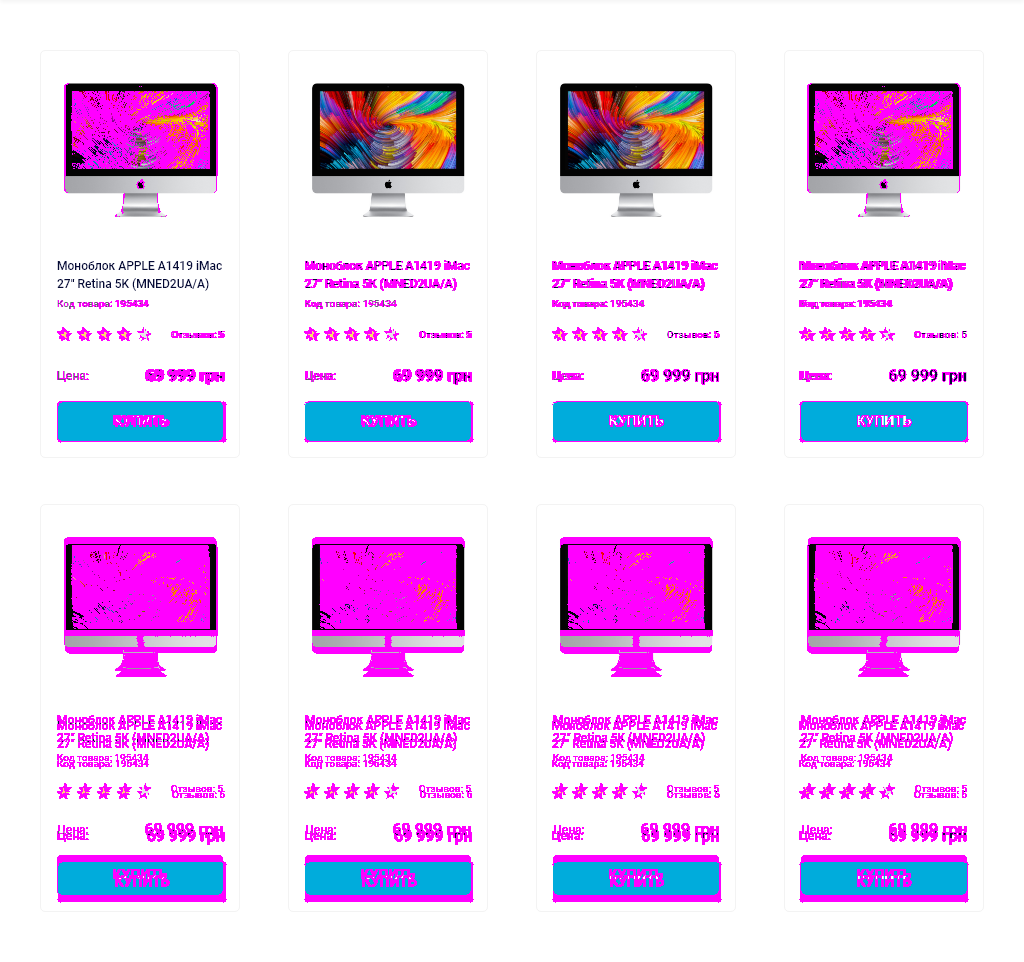 Моноблок APPLE A1419 iMac
27" Retina 5K (MNED2UA/A)
Код товара: 195434
Отзывов: 5
Цена: 69 999 грн
КУПИТЬ
Моноблок APPLE A1419 iMac
27" Retina 5K (MNED2UA/A)
Код товара: 195434
Отзывов: 5
Цена: 69 999 грн
КУПИТЬ
Моноблок APPLE A1419 iMac
27" Retina 5K (MNED2UA/A)
Код товара: 195434
Отзывов: 5
Цена: 69 999 грн
КУПИТЬ
Моноблок APPLE A1419 iMac
27" Retina 5K (MNED2UA/A)
Код товара: 195434
Отзывов: 5
Цена: 69 999 грн
КУПИТЬ
Моноблок APPLE A1419 iMac
27" Retina 5K (MNED2UA/A)
Код товара: 195434
Отзывов: 5
Цена: 69 999 грн
КУПИТЬ
Моноблок APPLE A1419 iMac
27" Retina 5K (MNED2UA/A)
Код товара: 195434
Отзывов: 5
Цена: 69 999 грн
КУПИТЬ
Моноблок APPLE A1419 iMac
27" Retina 5K (MNED2UA/A)
Код товара: 195434
Отзывов: 5
Цена: 69 999 грн
КУПИТЬ
Моноблок APPLE A1419 iMac
27" Retina 5K (MNED2UA/A)
Код товара: 195434
Отзывов: 5
Цена: 69 999 грн
КУПИТЬ